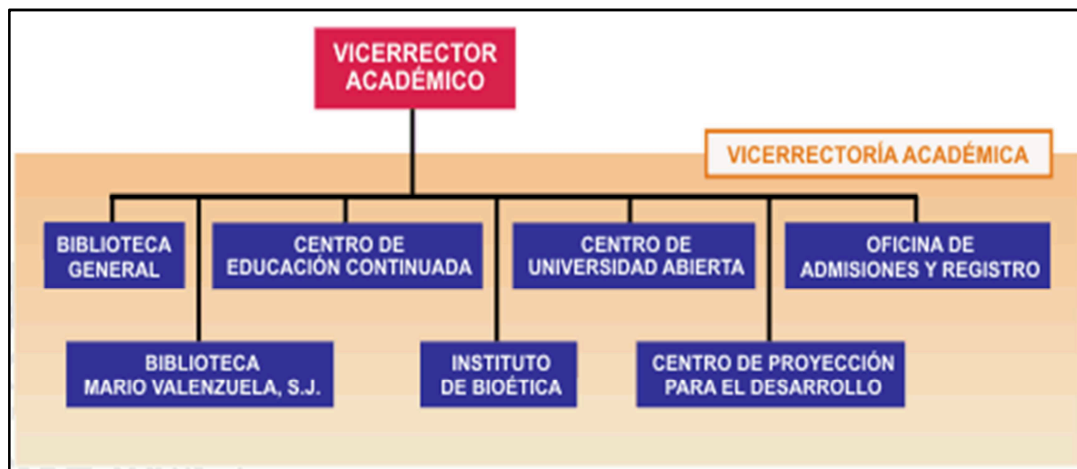 VICERRECTOR
ACADÉMICO
VICERRECTORÍA ACADÉMICA
BIBLIOTECA
GENERAL
CENTRO DE
EDUCACIÓN CONTINUADA
CENTRO DE
UNIVERSIDAD ABIERTA
OFICINA DE
ADMISIONES Y REGISTRO
BIBLIOTECA
MARIO VALENZUELA, S.J.
INSTITUTO
DE BIOÉTICA
CENTRO DE PROYECCIÓN
PARA EL DESARROLLO